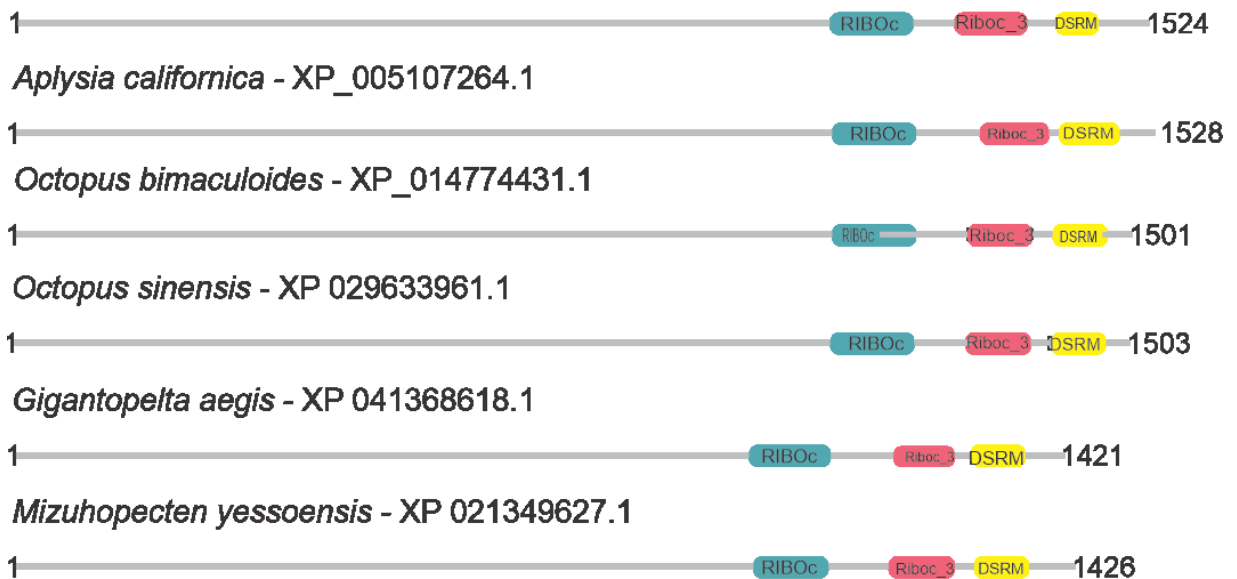 1 RIBOc Riboc_3 DSRM 1524
Aplysia californica - XP_005107264.1
1 RIBOc Riboc_3 DSRM 1528
Octopus bimaculoides - XP_014774431.1
1 RIBOc Riboc_3 DSRM 1501
Octopus sinensis - XP 029633961.1
1 RIBOc Riboc_3 DSRM 1503
Gigantopelta aegis - XP 041368618.1
1 RIBOc Riboc_3 DSRM 1421
Mizuhopecten yessoensis - XP 021349627.1
1 RIBOc Riboc_3 DSRM 1426